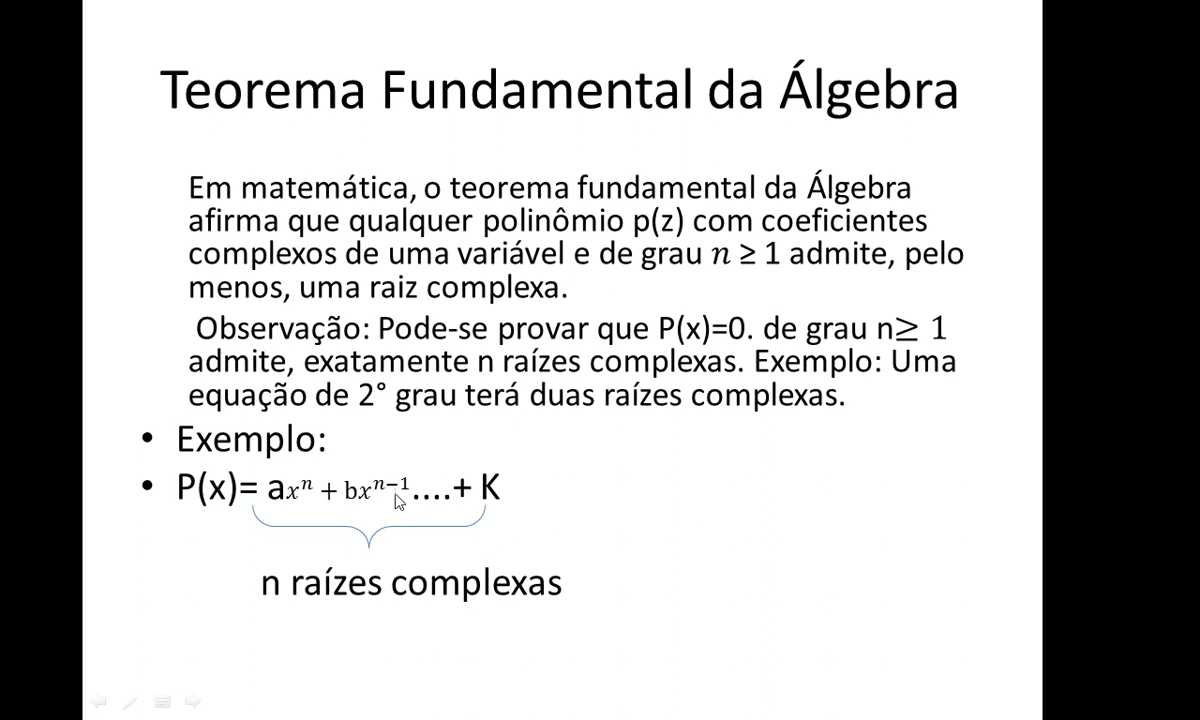 Teorema Fundamental da Álgebra
Em matemática, o teorema fundamental da Álgebra
afirma que qualquer polinômio p(z) com coeficientes
complexos de uma variável e de grau n ≥ 1 admite, pelo
menos, uma raiz complexa.
Observação: Pode-se provar que P(x)=0. de grau n≥ 1
admite, exatamente n raízes complexas. Exemplo: Uma
equação de 2° grau terá duas raízes complexas.
• Exemplo:
• P(x)= axⁿ + bxⁿ⁻¹....+ K
n raízes complexas